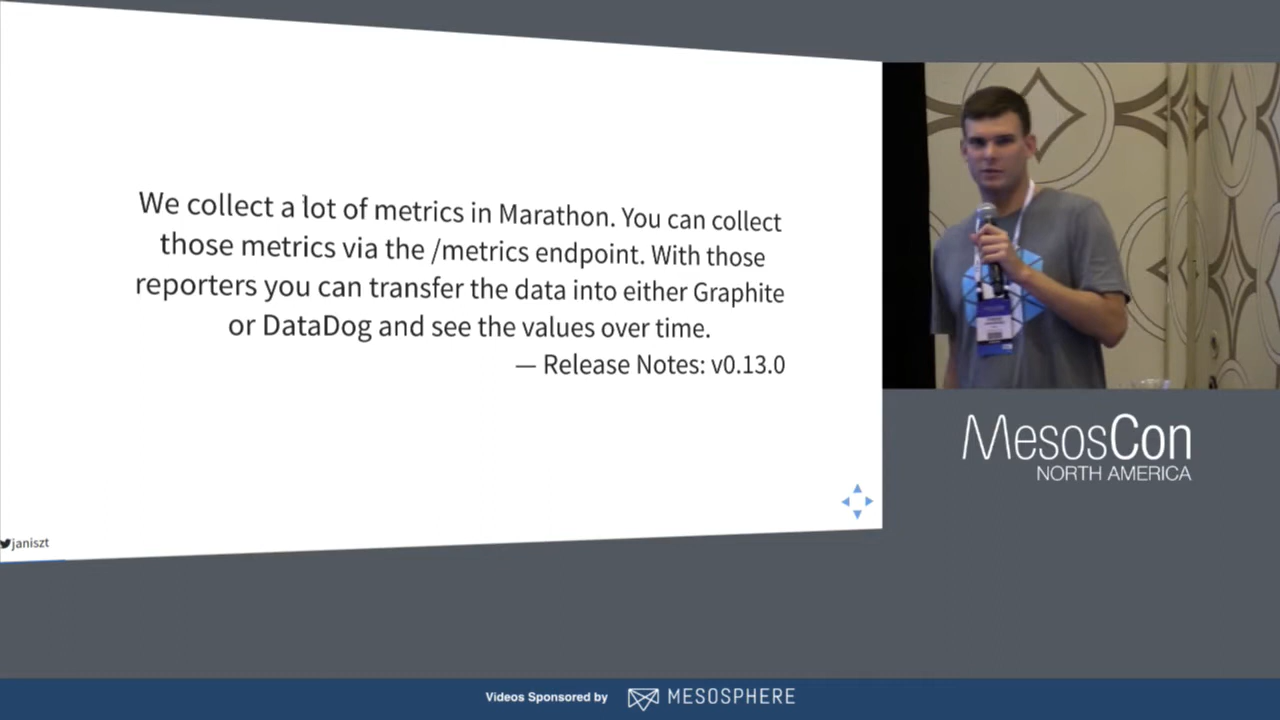 We collect a lot of metrics in Marathon. You can collect
those metrics via the /metrics endpoint. With those
reporters you can transfer the data into either Graphite
or DataDog and see the values over time.
— Release Notes: v0.13.0
janiszt
MesosCon
NORTH AMERICA
Videos Sponsored by MESOSPHERE